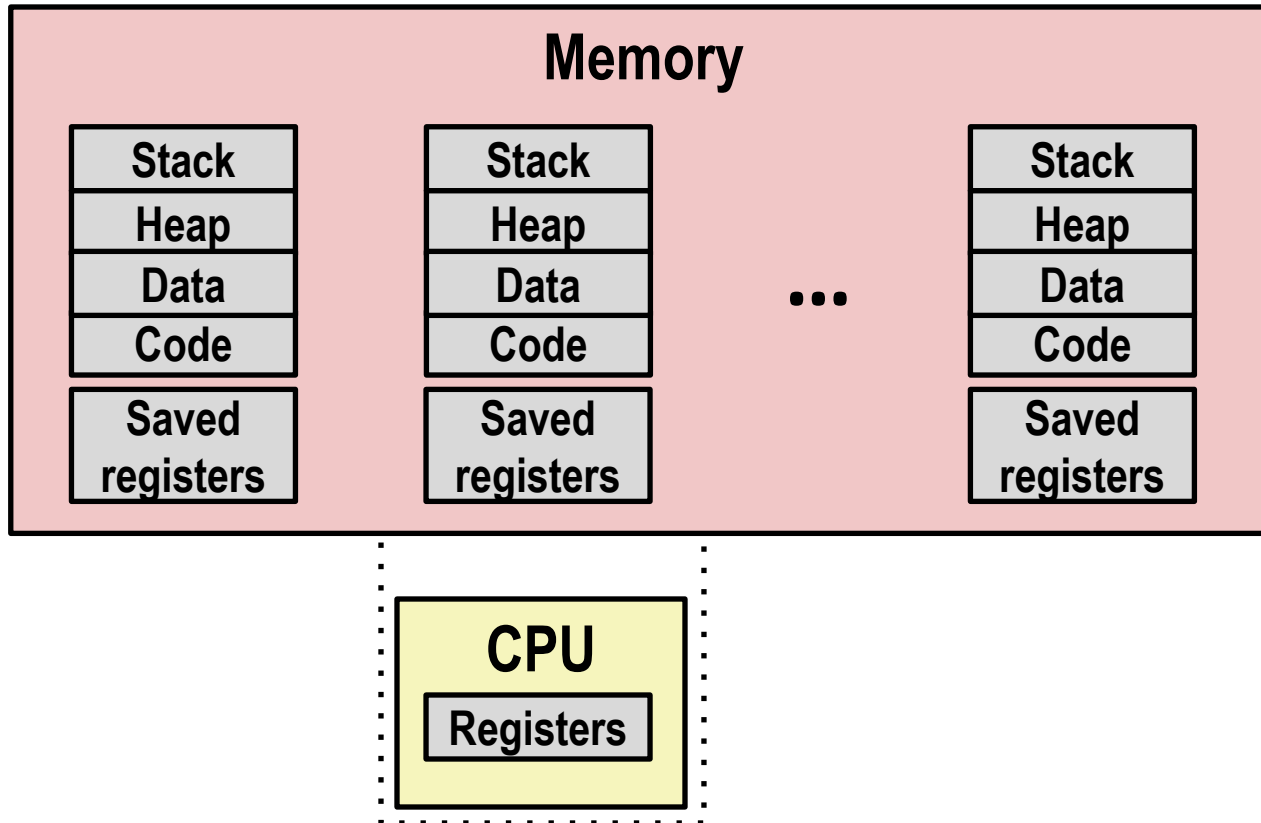 Memory
Stack Stack Stack
Heap Heap Heap
Data Data ... Data
Code Code Code
Saved Saved Saved
registers registers registers
CPU
Registers